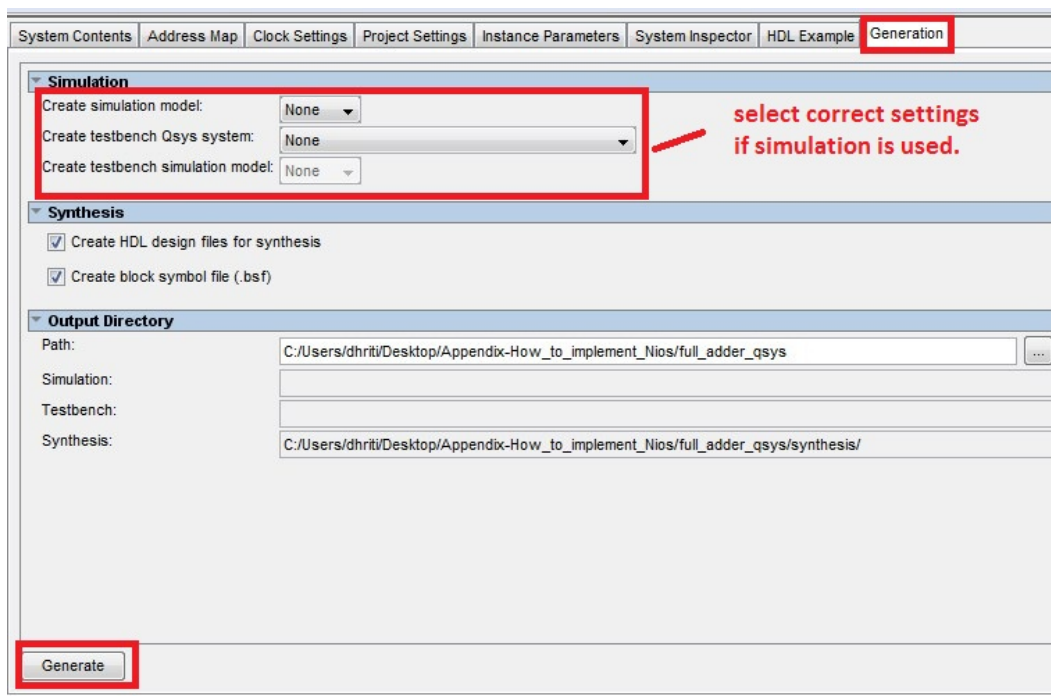 System Contents Address Map Clock Settings Project Settings Instance Parameters System Inspector HDL Example Generation
Simulation
Create simulation model: None
Create testbench Qsys system: None
Create testbench simulation model: None
select correct settings
if simulation is used.
Synthesis
Create HDL design files for synthesis
Create block symbol file (.bsf)
Output Directory
Path: C:/Users/dhriti/Desktop/Appendix-How_to_implement_Nios/full_adder_qsys ...
Simulation:
Testbench:
Synthesis: C:/Users/dhriti/Desktop/Appendix-How_to_implement_Nios/full_adder_qsys/synthesis/
Generate